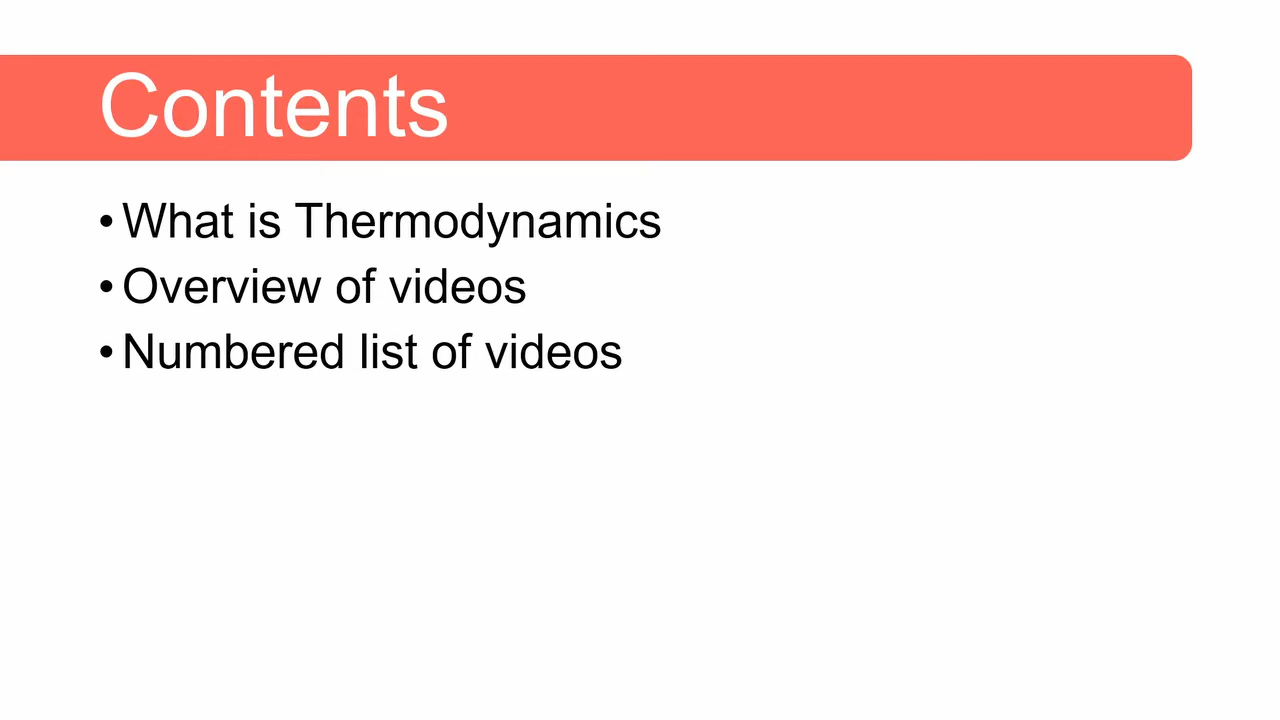 Contents
• What is Thermodynamics
• Overview of videos
• Numbered list of videos